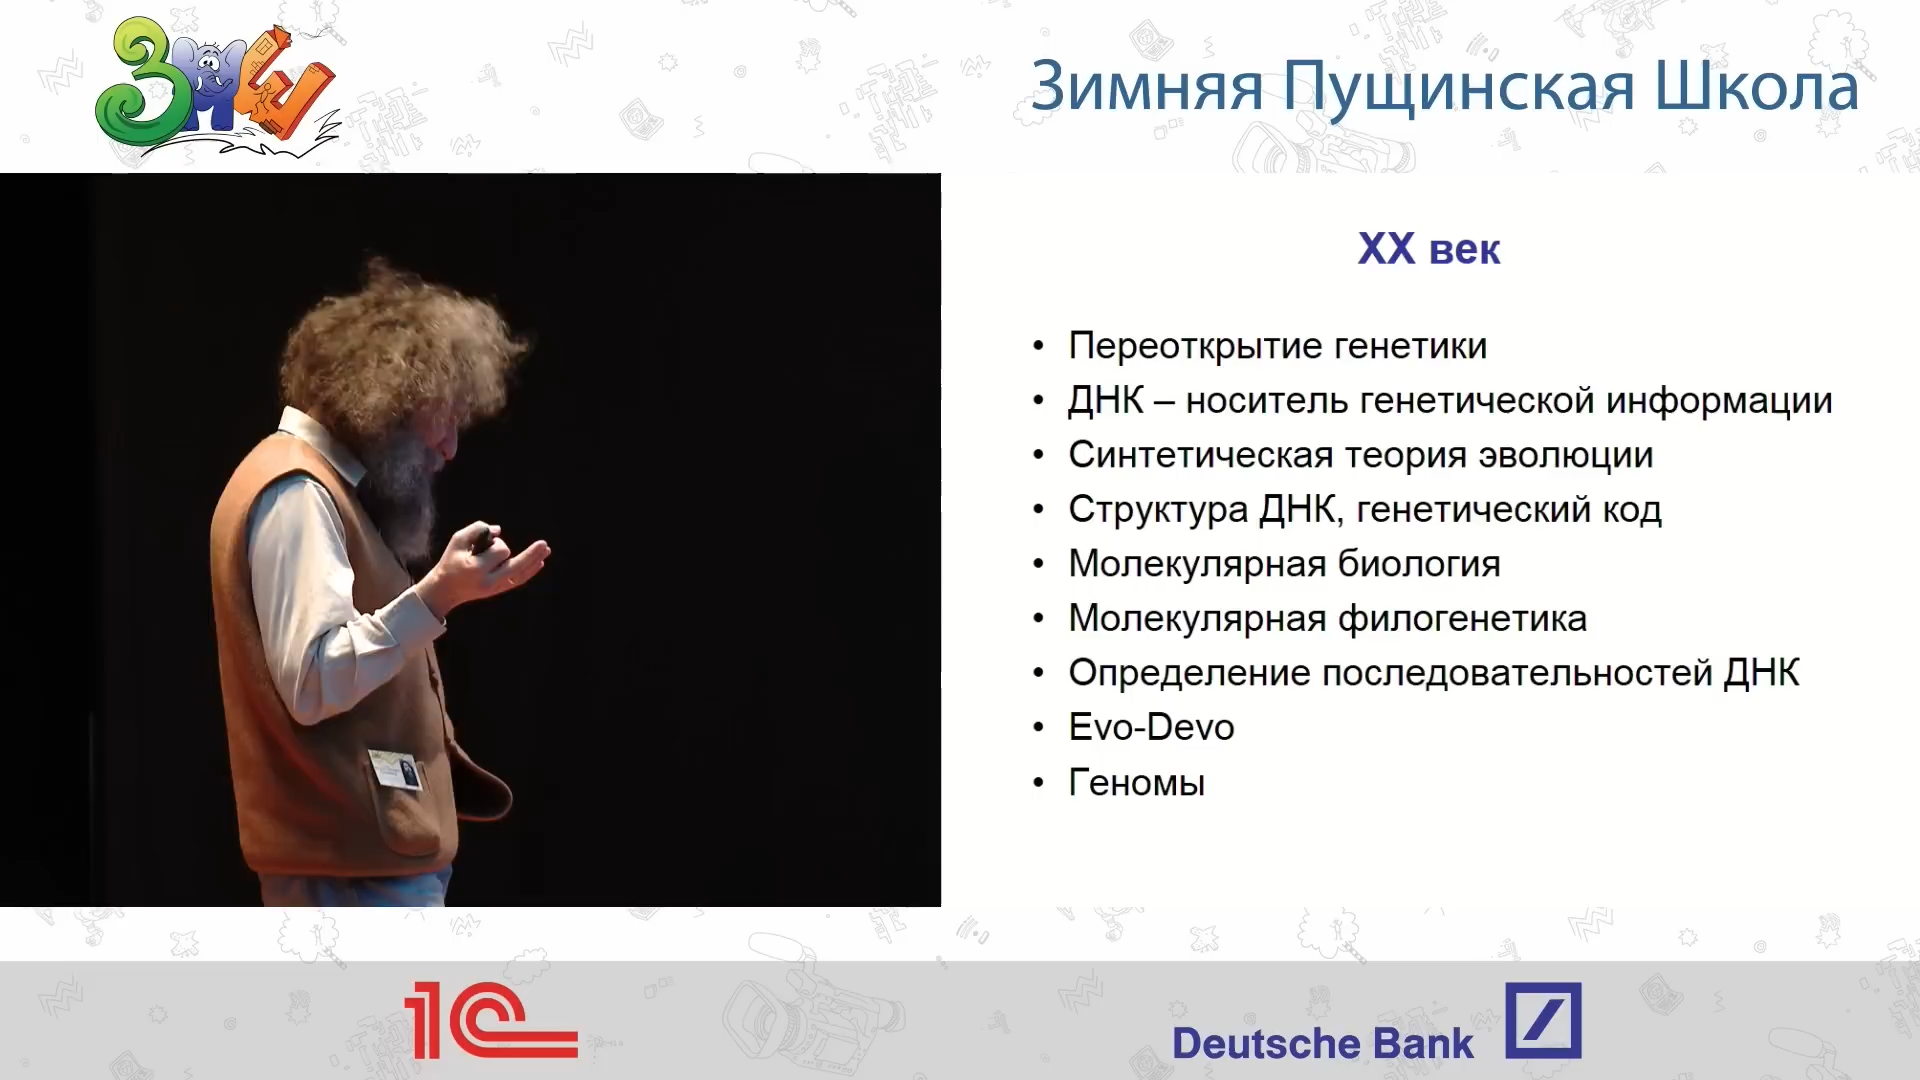 ЗПШ
Зимняя Пущинская Школа
XX век
• Переоткрытие генетики
• ДНК – носитель генетической информации
• Синтетическая теория эволюции
• Структура ДНК, генетический код
• Молекулярная биология
• Молекулярная филогенетика
• Определение последовательностей ДНК
• Evo-Devo
• Геномы
1С
Deutsche Bank